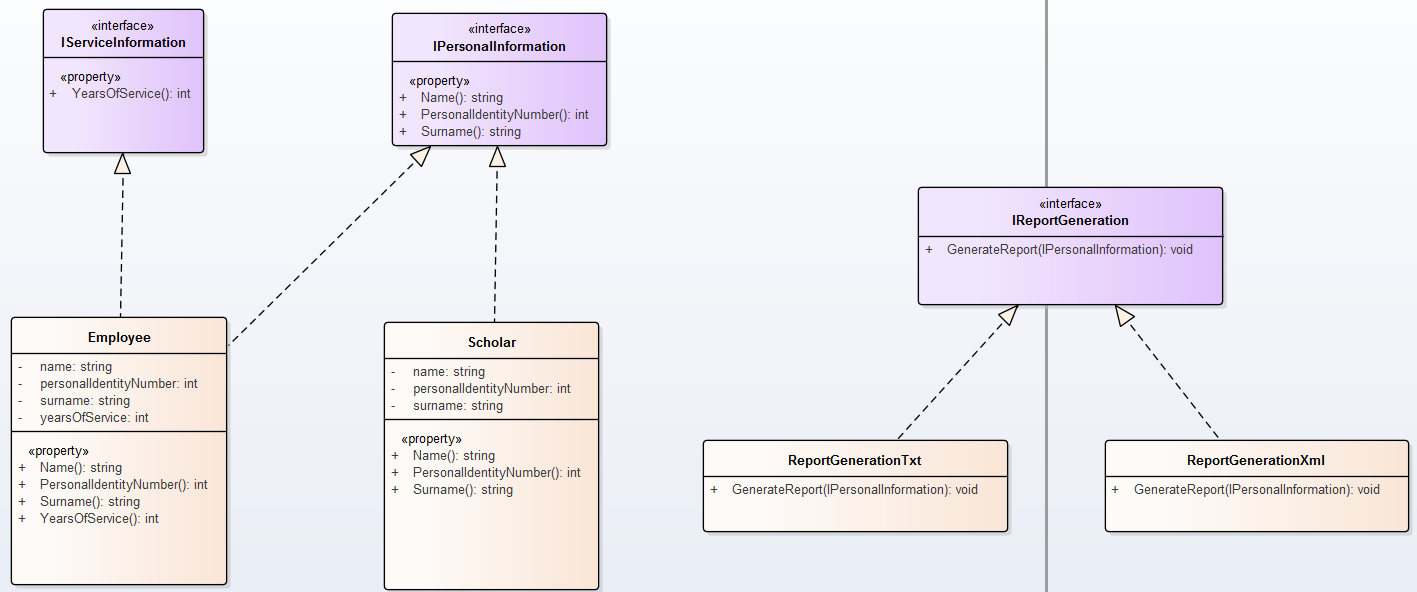 «interface»
IServiceInformation
«property»
+ YearsOfService(): int
«interface»
IPersonalInformation
«property»
+ Name(): string
+ PersonalIdentityNumber(): int
+ Surname(): string
«interface»
IReportGeneration
+ GenerateReport(IPersonalInformation): void
Employee
- name: string
- personalIdentityNumber: int
- surname: string
- yearsOfService: int
«property»
+ Name(): string
+ PersonalIdentityNumber(): int
+ Surname(): string
+ YearsOfService(): int
Scholar
- name: string
- personalIdentityNumber: int
- surname: string
«property»
+ Name(): string
+ PersonalIdentityNumber(): int
+ Surname(): string
ReportGenerationTxt
+ GenerateReport(IPersonalInformation): void
ReportGenerationXml
+ GenerateReport(IPersonalInformation): void